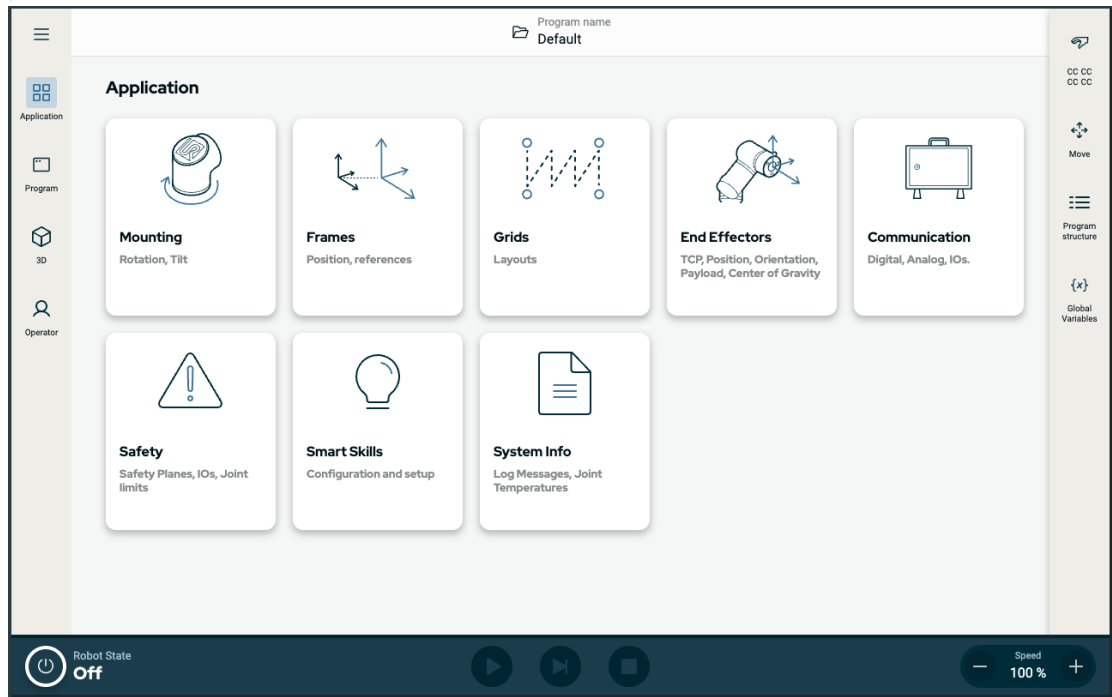 Program name
Default
Application
Program
3D
Operator
Application
Mounting
Rotation, Tilt
Frames
Position, references
Grids
Layouts
End Effectors
TCP, Position, Orientation,
Payload, Center of Gravity
Communication
Digital, Analog, IOs.
Safety
Safety Planes, IOs, Joint
limits
Smart Skills
Configuration and setup
System Info
Log Messages, Joint
Temperatures
CC CC
CC CC
Move
Program
structure
{x}
Global
Variables
Robot State
Off
Speed
100 %